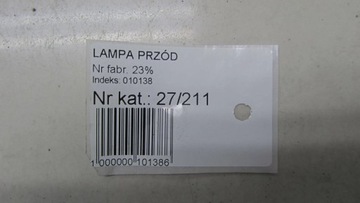 LAMPA PRZÓD
Nr fabr. 23%
Indeks: 010138
Nr kat.: 27/211
1 000000 101386